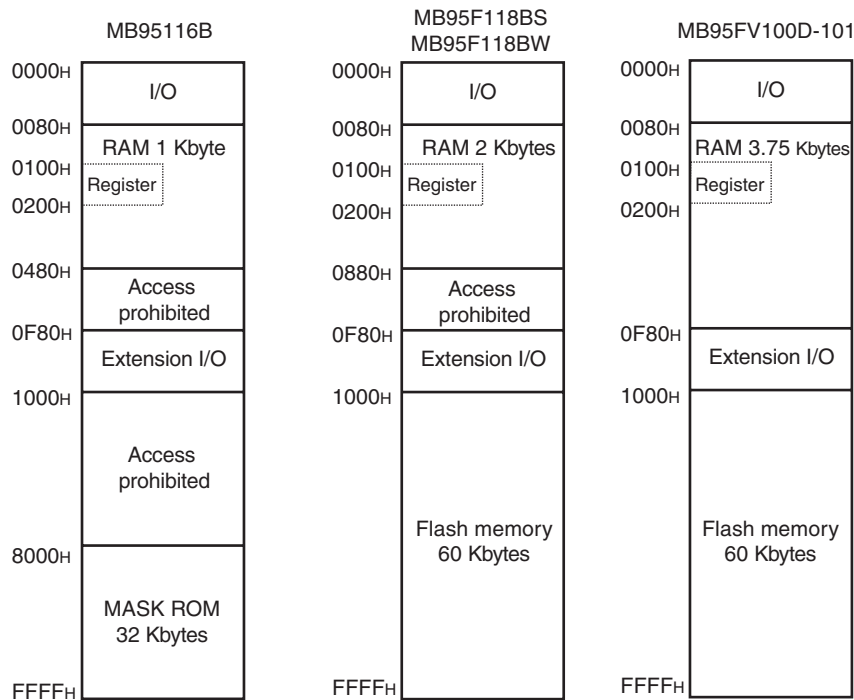 MB95116B
0000H
I/O
0080H
RAM 1 Kbyte
0100H
Register
0200H
0480H
Access
prohibited
0F80H
Extension I/O
1000H
Access
prohibited
8000H
MASK ROM
32 Kbytes
FFFFH
MB95F118BS
MB95F118BW
0000H
I/O
0080H
RAM 2 Kbytes
0100H
Register
0200H
0880H
Access
prohibited
0F80H
Extension I/O
1000H
Flash memory
60 Kbytes
FFFFH
MB95FV100D-101
0000H
I/O
0080H
RAM 3.75 Kbytes
0100H
Register
0200H
0F80H
Extension I/O
1000H
Flash memory
60 Kbytes
FFFFH